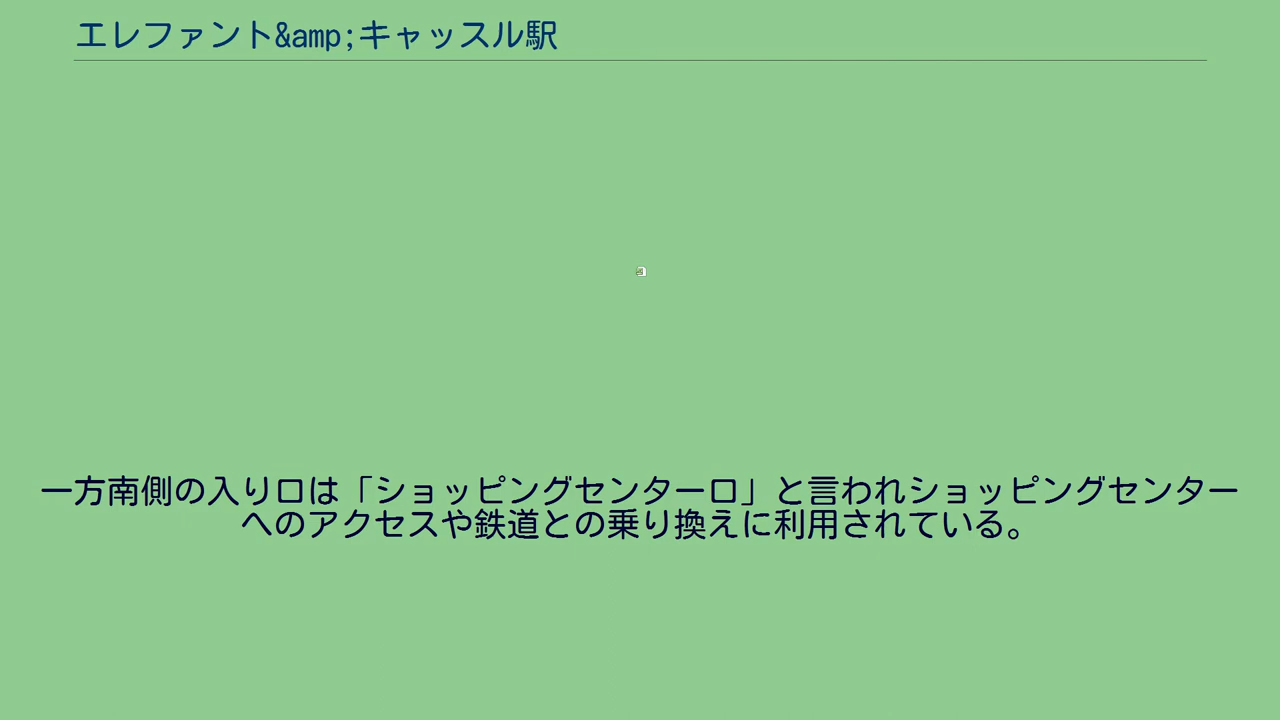 エレファント&amp;キャッスル駅
一方南側の入り口は「ショッピングセンター口」と言われショッピングセンター
へのアクセスや鉄道との乗り換えに利用されている。